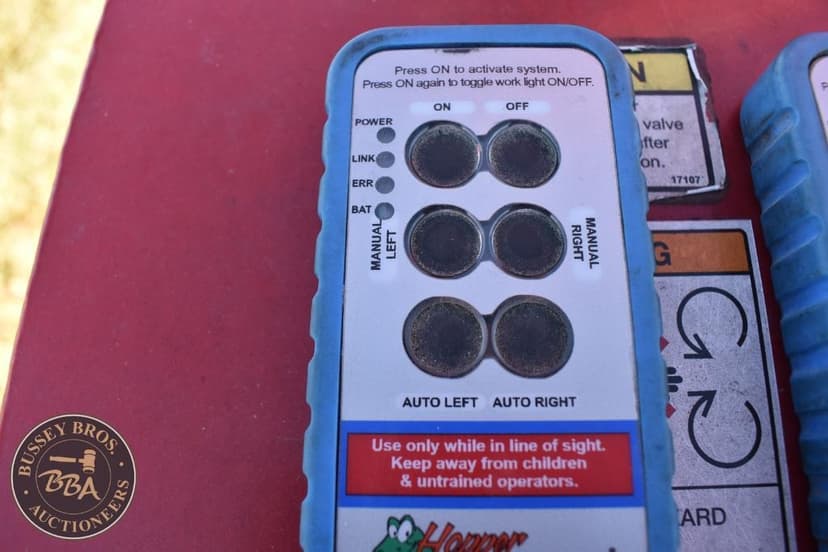 Press ON to activate system.
Press ON again to toggle work light ON/OFF.
ON OFF
POWER
LINK
ERR
BAT
MANUAL
LEFT
MANUAL
RIGHT
AUTO LEFT AUTO RIGHT
Use only while in line of sight.
Keep away from children
& untrained operators.
Hopper
N
valve
fter
on.
17107
G
ARD
BUSSEY BROS.
BBA
AUCTIONEERS